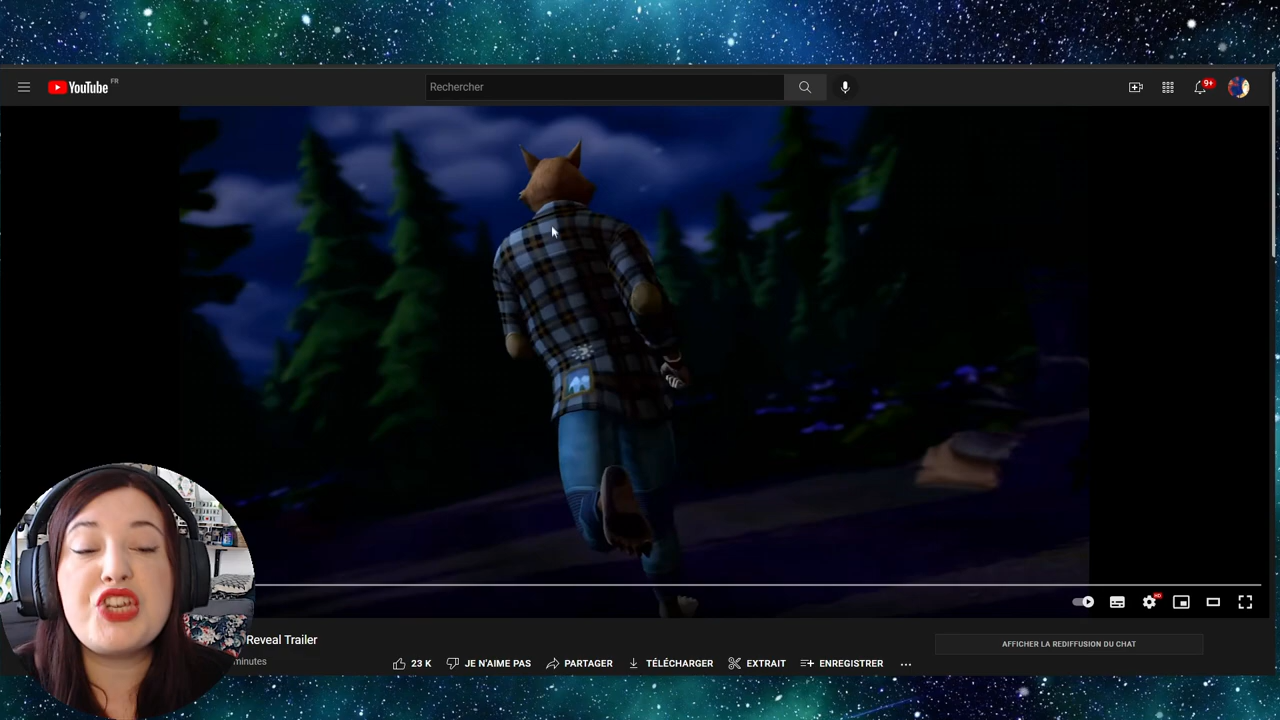 YouTube FR
Rechercher
9+
HD
Reveal Trailer
AFFICHER LA REDIFFUSION DU CHAT
minutes
23 K
JE N'AIME PAS
PARTAGER
TÉLÉCHARGER
EXTRAIT
ENREGISTRER